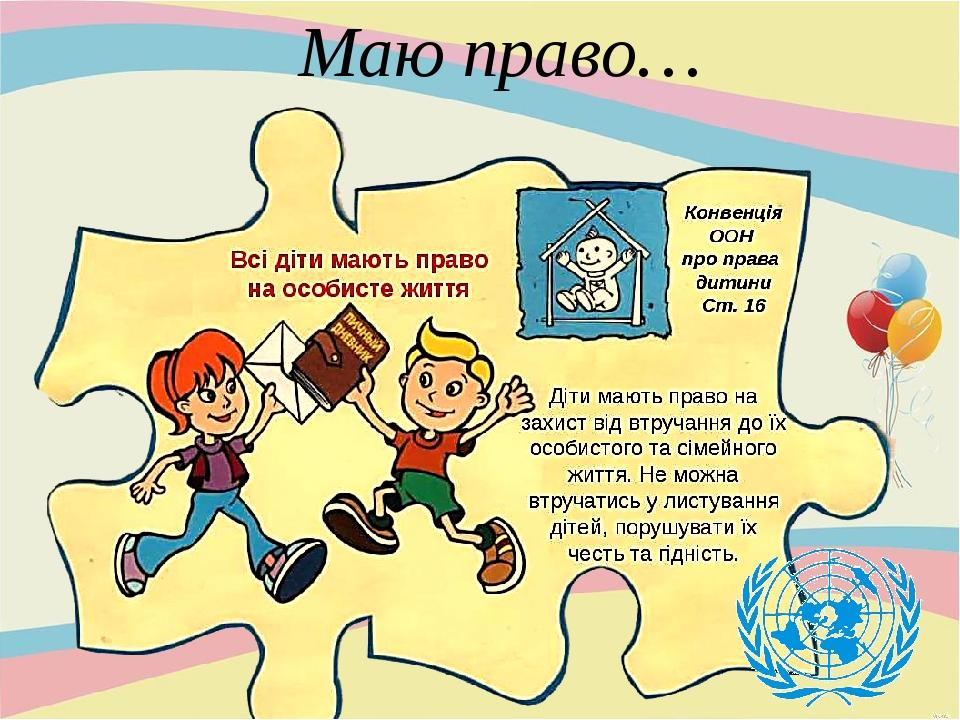 Маю право…
Всі діти мають право
на особисте життя
Конвенція
ООН
про права
дитини
Ст. 16
ЛИЧНЫЙ
ДНЕВНИК
Діти мають право на
захист від втручання до їх
особистого та сімейного
життя. Не можна
втручатись у листування
дітей, порушувати їх
честь та гідність.